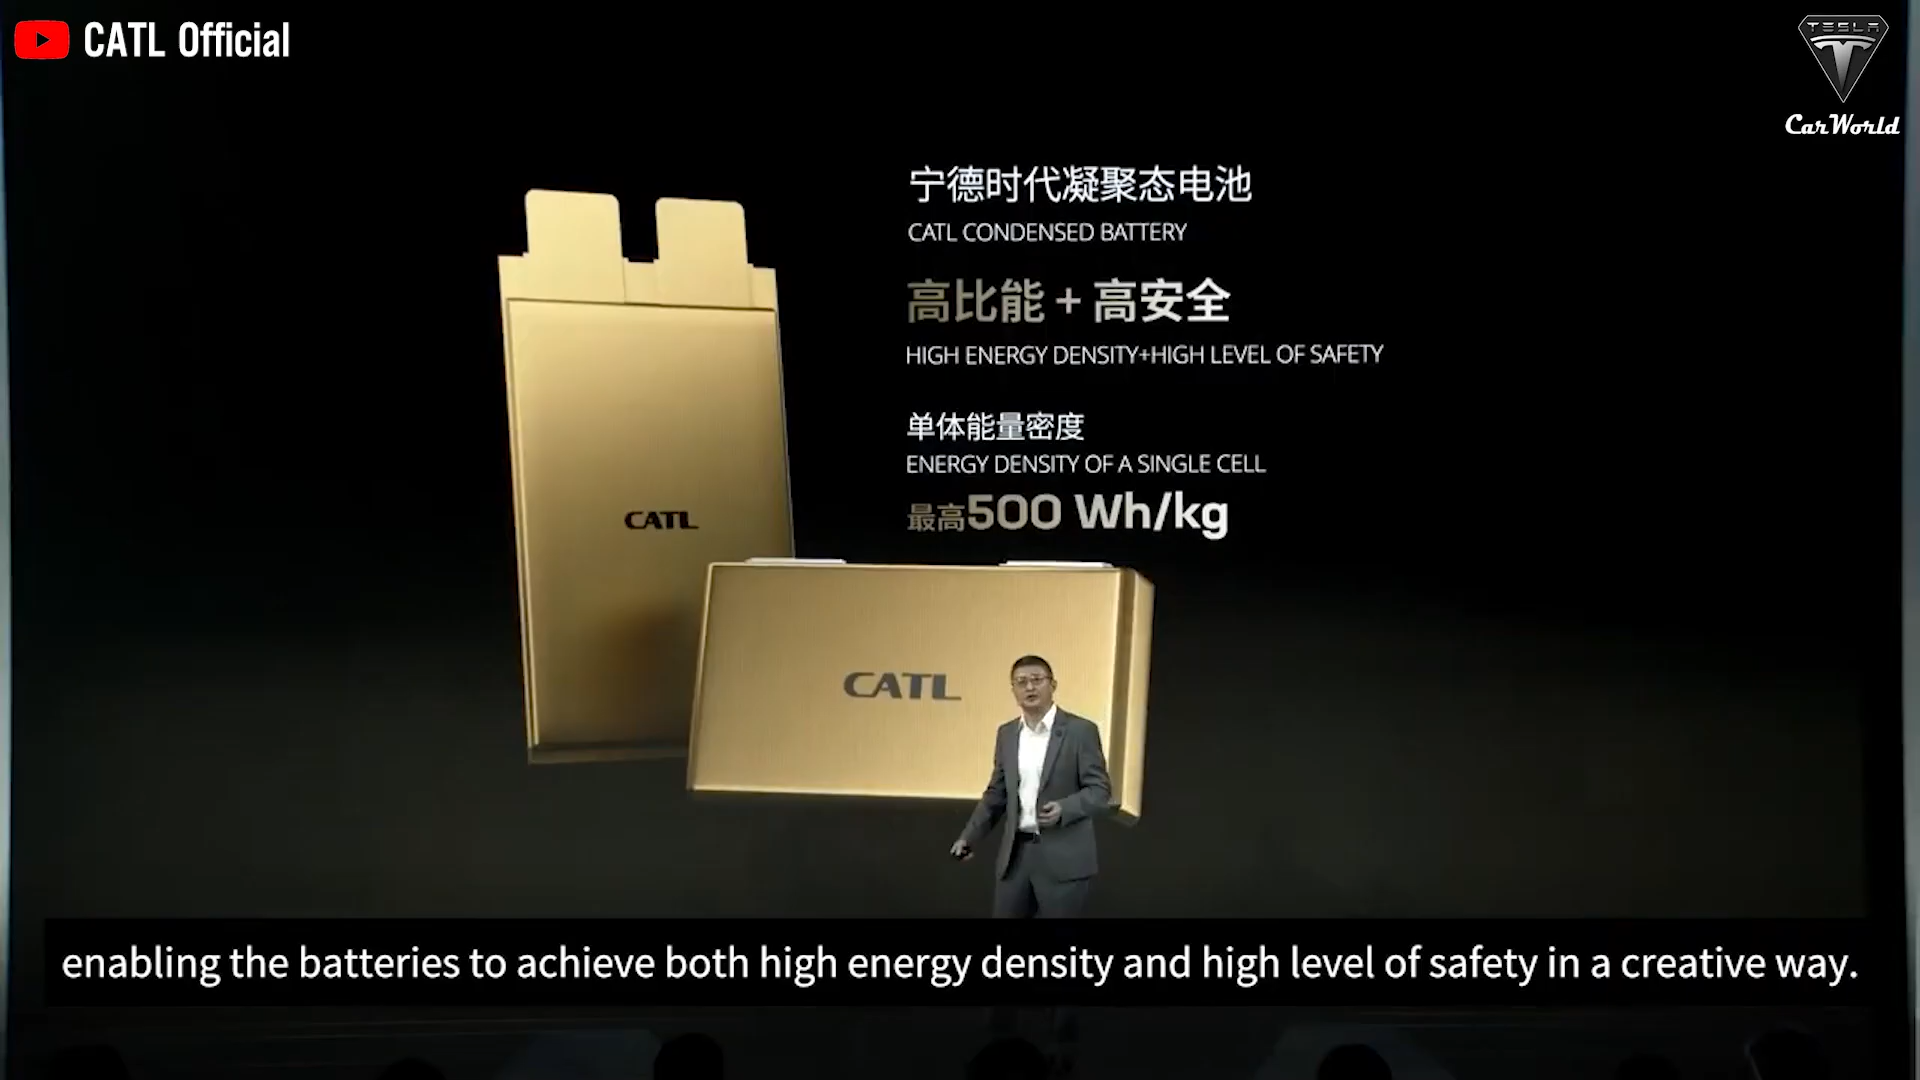 CATL Official
TESLA
CarWorld
宁德时代凝聚态电池
CATL CONDENSED BATTERY
高比能 + 高安全
HIGH ENERGY DENSITY+HIGH LEVEL OF SAFETY
单体能量密度
ENERGY DENSITY OF A SINGLE CELL
最高500 Wh/kg
CATL
CATL
enabling the batteries to achieve both high energy density and high level of safety in a creative way.